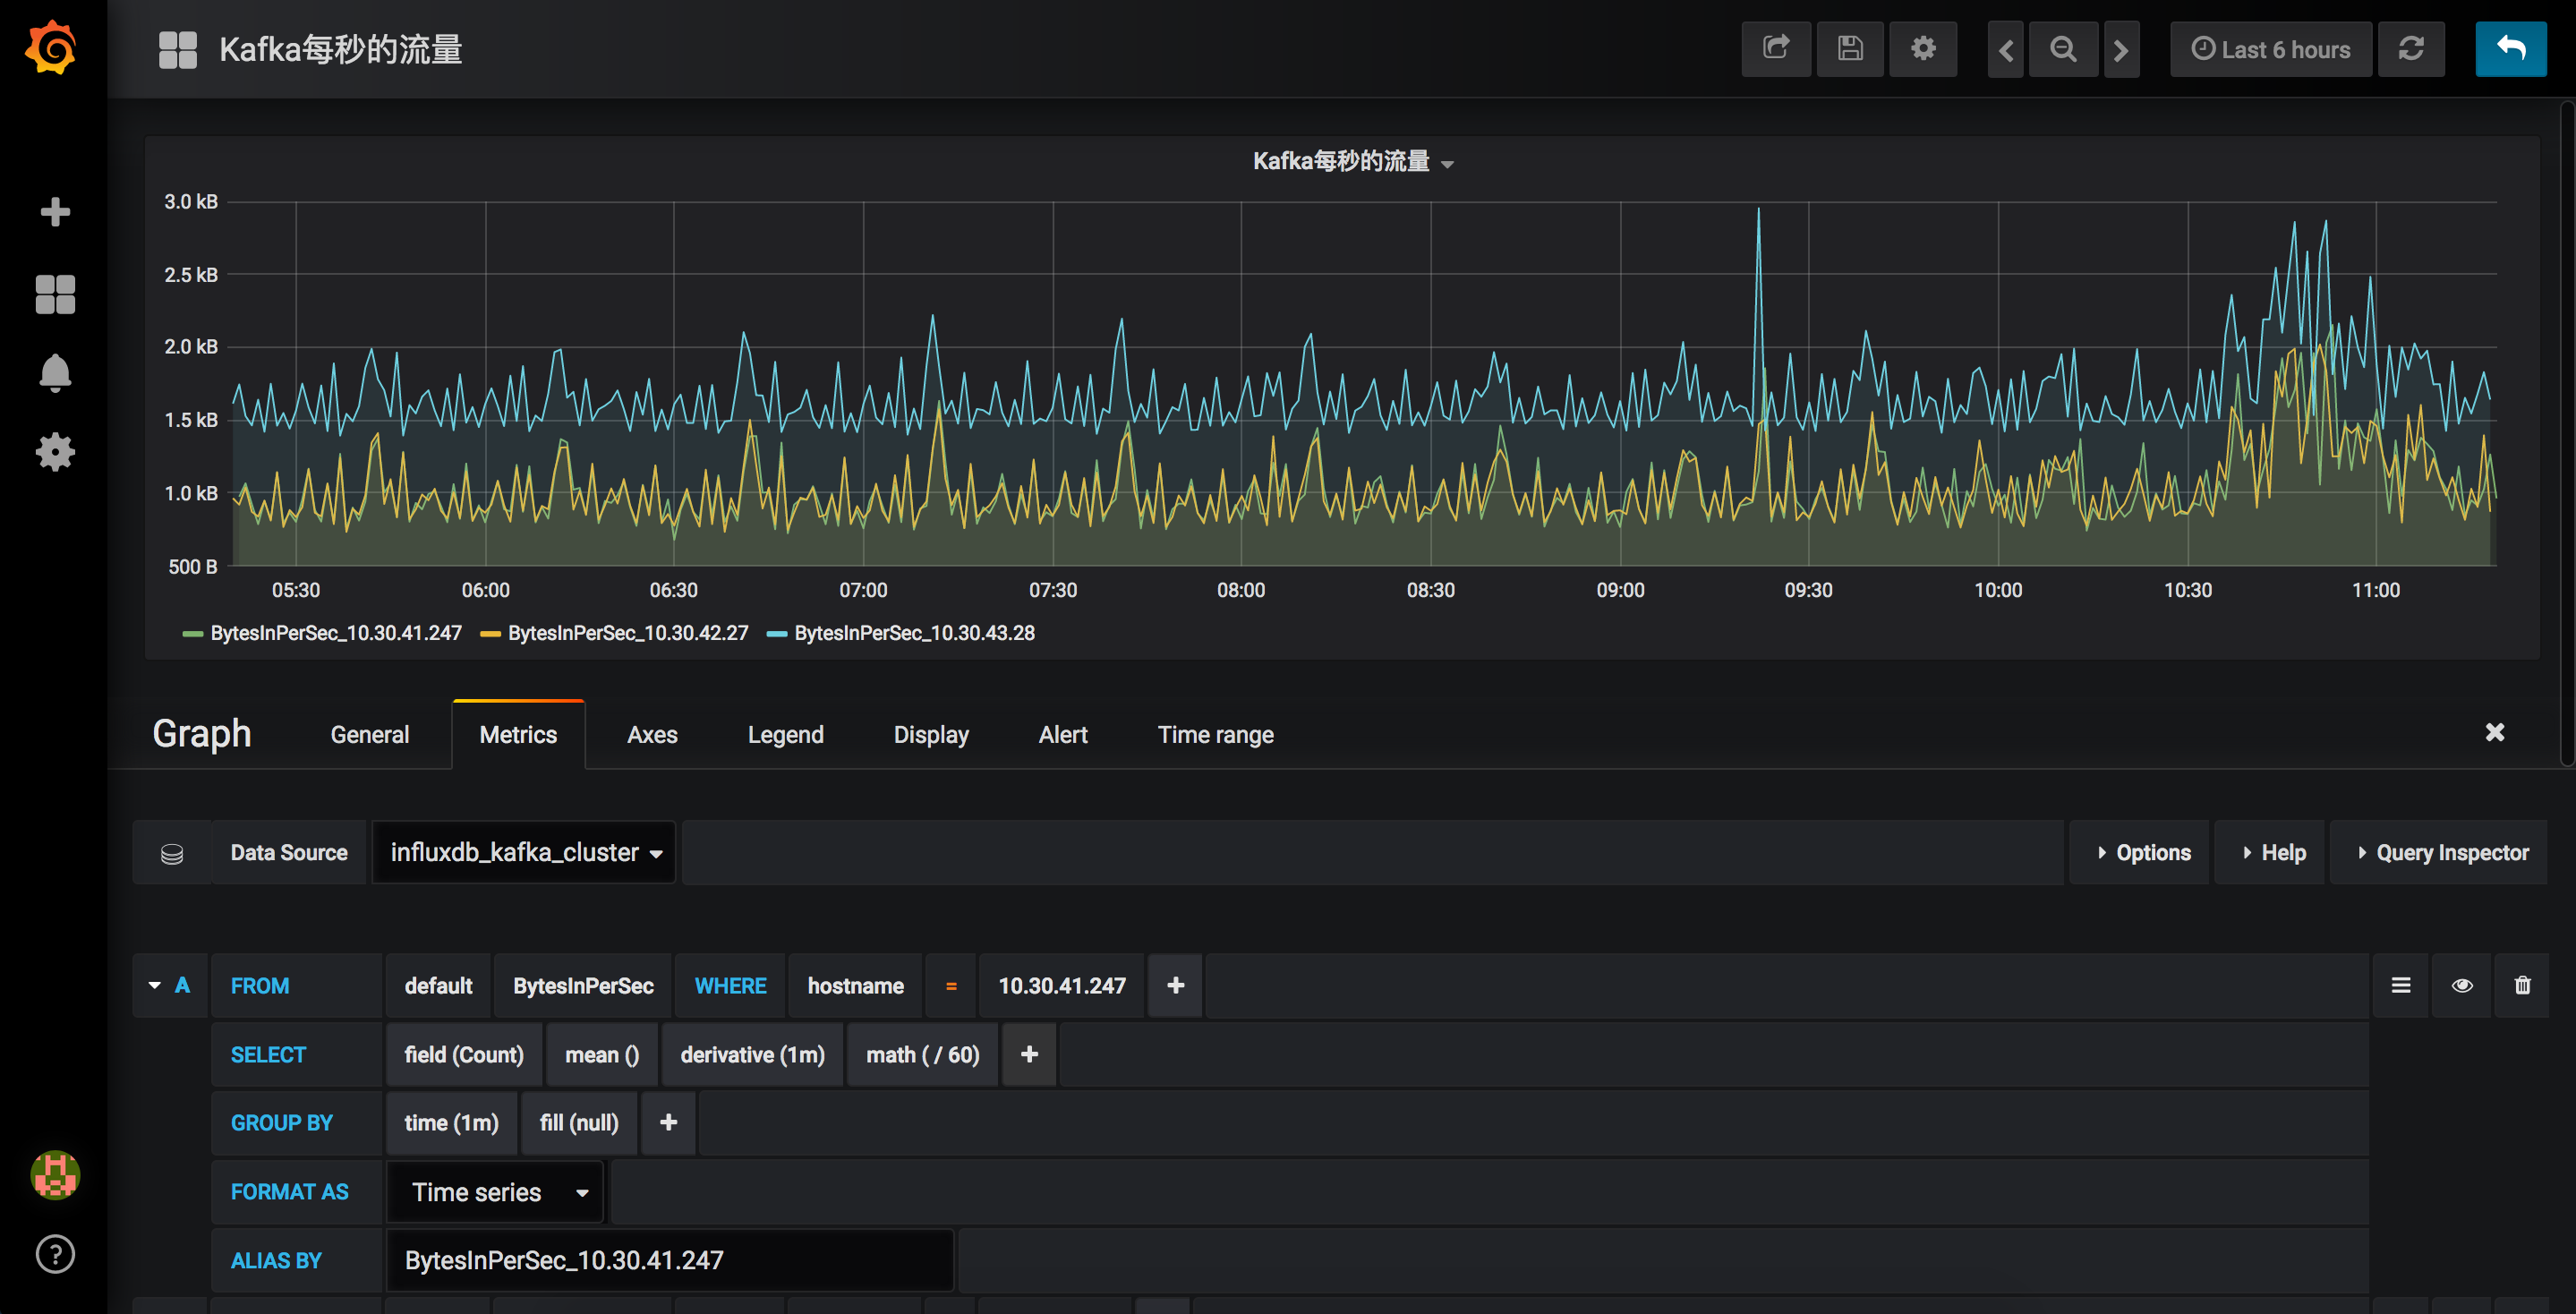 Kafka每秒的流量
Last 6 hours
Kafka每秒的流量
3.0 kB
2.5 kB
2.0 kB
1.5 kB
1.0 kB
500 B
05:30 06:00 06:30 07:00 07:30 08:00 08:30 09:00 09:30 10:00 10:30 11:00
BytesInPerSec_10.30.41.247 BytesInPerSec_10.30.42.27 BytesInPerSec_10.30.43.28
Graph General Metrics Axes Legend Display Alert Time range
Data Source influxdb_kafka_cluster Options Help Query Inspector
A FROM default BytesInPerSec WHERE hostname = 10.30.41.247 +
SELECT field (Count) mean () derivative (1m) math ( / 60) +
GROUP BY time (1m) fill (null) +
FORMAT AS Time series
ALIAS BY BytesInPerSec_10.30.41.247